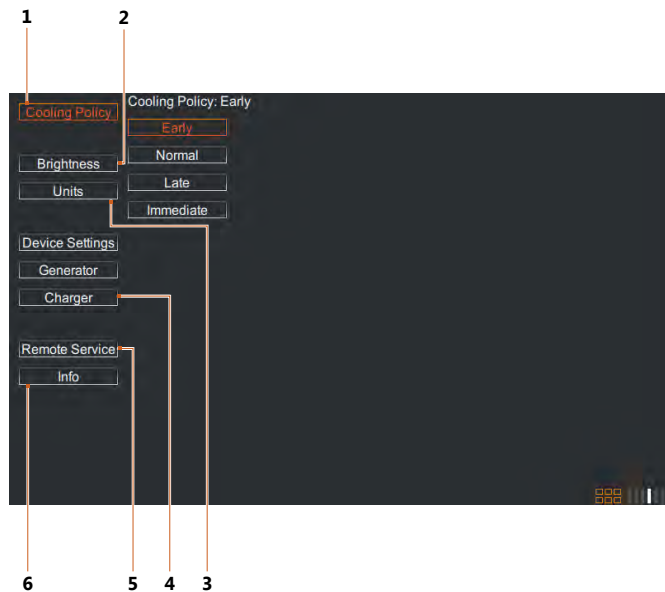 1 2
Cooling Policy: Early
Cooling Policy
Early
Normal
Late
Immediate
Brightness
Units
Device Settings
Generator
Charger
Remote Service
Info
6 5 4 3